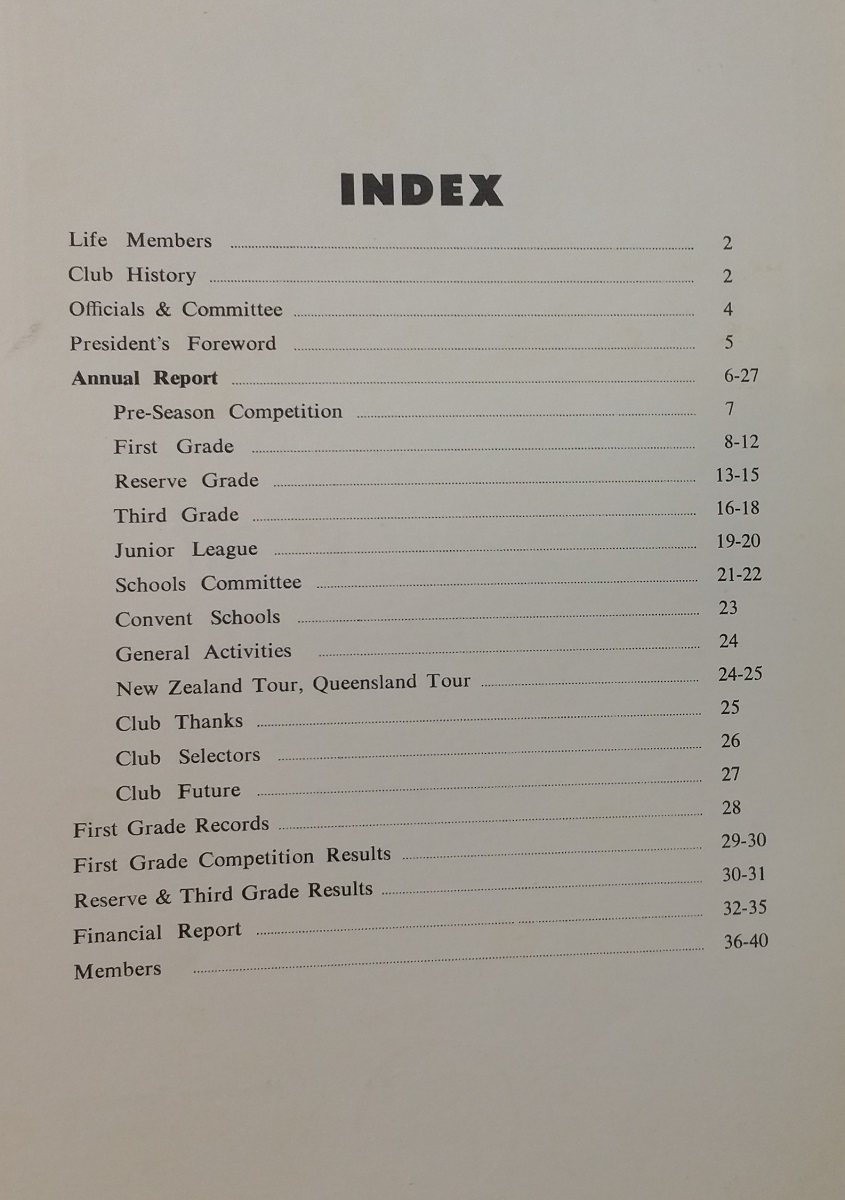 INDEX
Life Members 2
Club History 2
Officials & Committee 4
President's Foreword 5
Annual Report 6-27
Pre-Season Competition 7
First Grade 8-12
Reserve Grade 13-15
Third Grade 16-18
Junior League 19-20
Schools Committee 21-22
Convent Schools 23
General Activities 24
New Zealand Tour, Queensland Tour 24-25
Club Thanks 25
Club Selectors 26
Club Future 27
First Grade Records 28
First Grade Competition Results 29-30
Reserve & Third Grade Results 30-31
Financial Report 32-35
Members 36-40